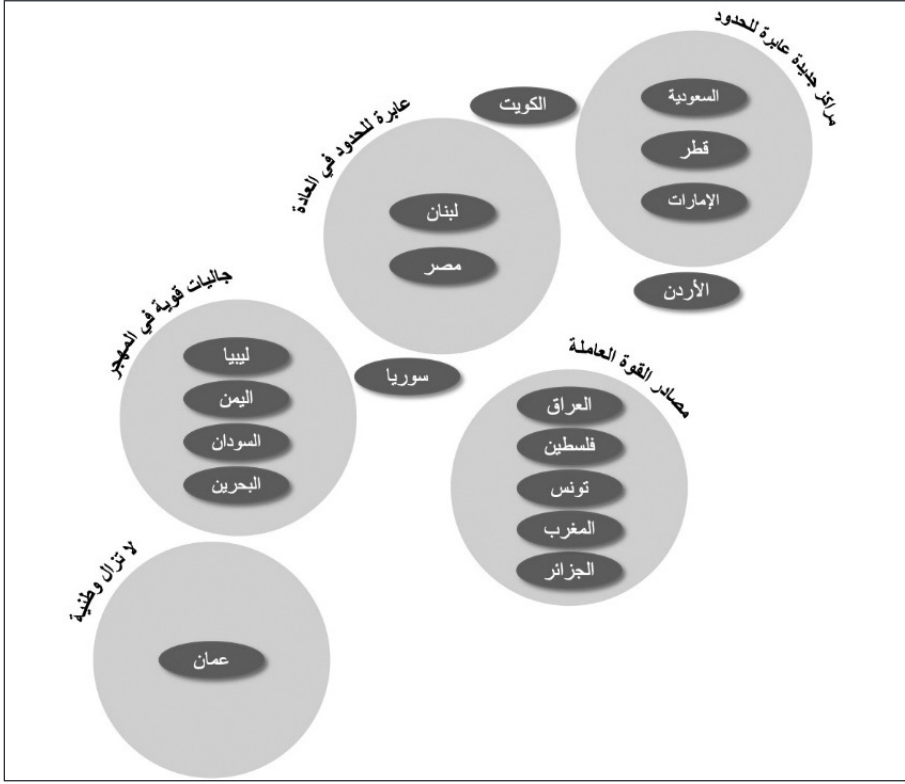 مراكز جديدة عابرة للحدود
السعودية
قطر
الإمارات
الكويت
الأردن
عابرة للحدود في العادة
لبنان
مصر
سوريا
مصادر القوة العاملة
العراق
فلسطين
تونس
المغرب
الجزائر
جاليات قوية في المهجر
ليبيا
اليمن
السودان
البحرين
لا تزال وطنية
عمان